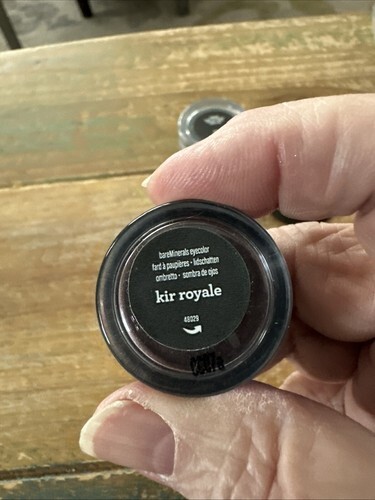 bareMinerals eyecolor
fard à paupières • lidschatten
ombretto • sombra de ojos
kir royale
48029